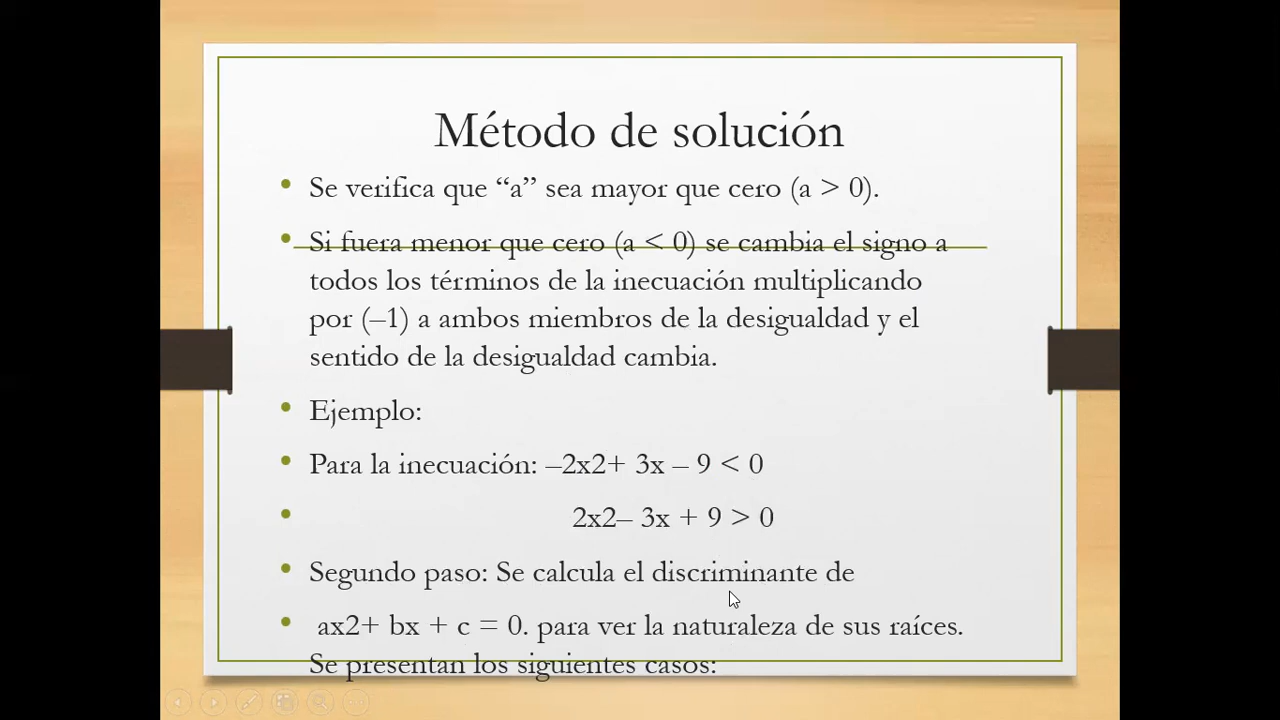 Método de solución
• Se verifica que “a” sea mayor que cero (a > 0).
• Si fuera menor que cero (a < 0) se cambia el signo a
todos los términos de la inecuación multiplicando
por (–1) a ambos miembros de la desigualdad y el
sentido de la desigualdad cambia.
• Ejemplo:
• Para la inecuación: –2x2+ 3x – 9 < 0
• 2x2– 3x + 9 > 0
• Segundo paso: Se calcula el discriminante de
• ax2+ bx + c = 0. para ver la naturaleza de sus raíces.
Se presentan los siguientes casos: